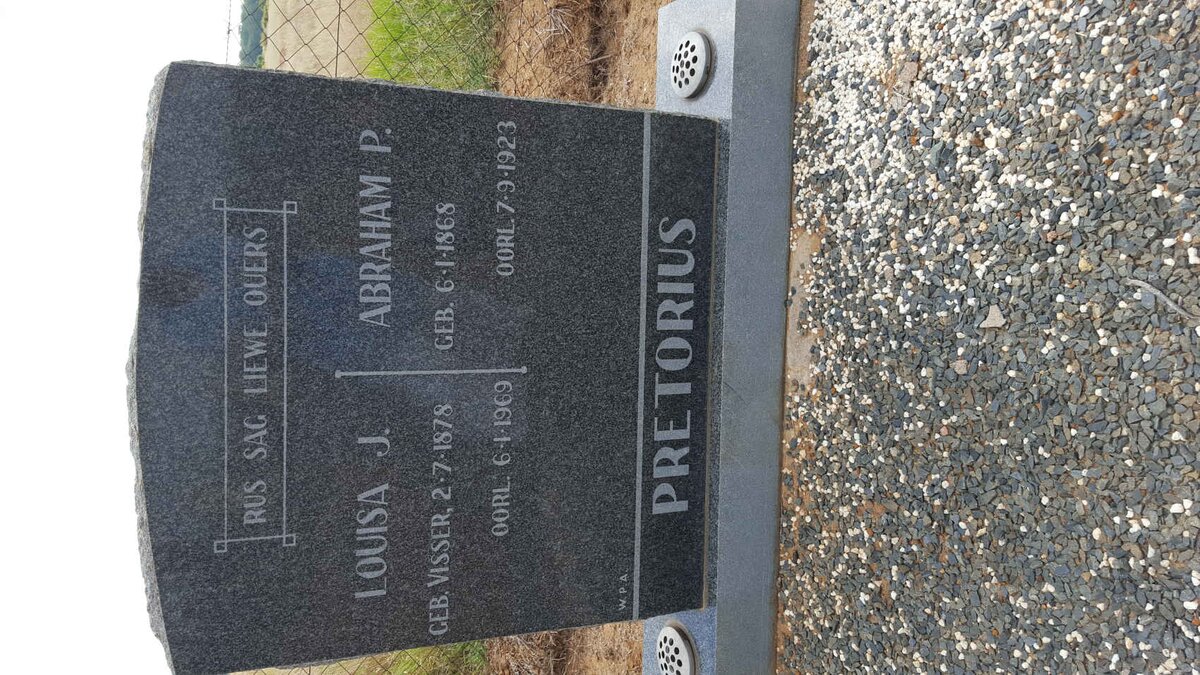 RUS SAG LIEWE OUERS
LOUISA J.
GEB. VISSER, 2·7·1878
OORL. 6·1·1969
ABRAHAM P.
GEB. 6·1·1868
OORL. 7·9·1923
W.P.A
PRETORIUS